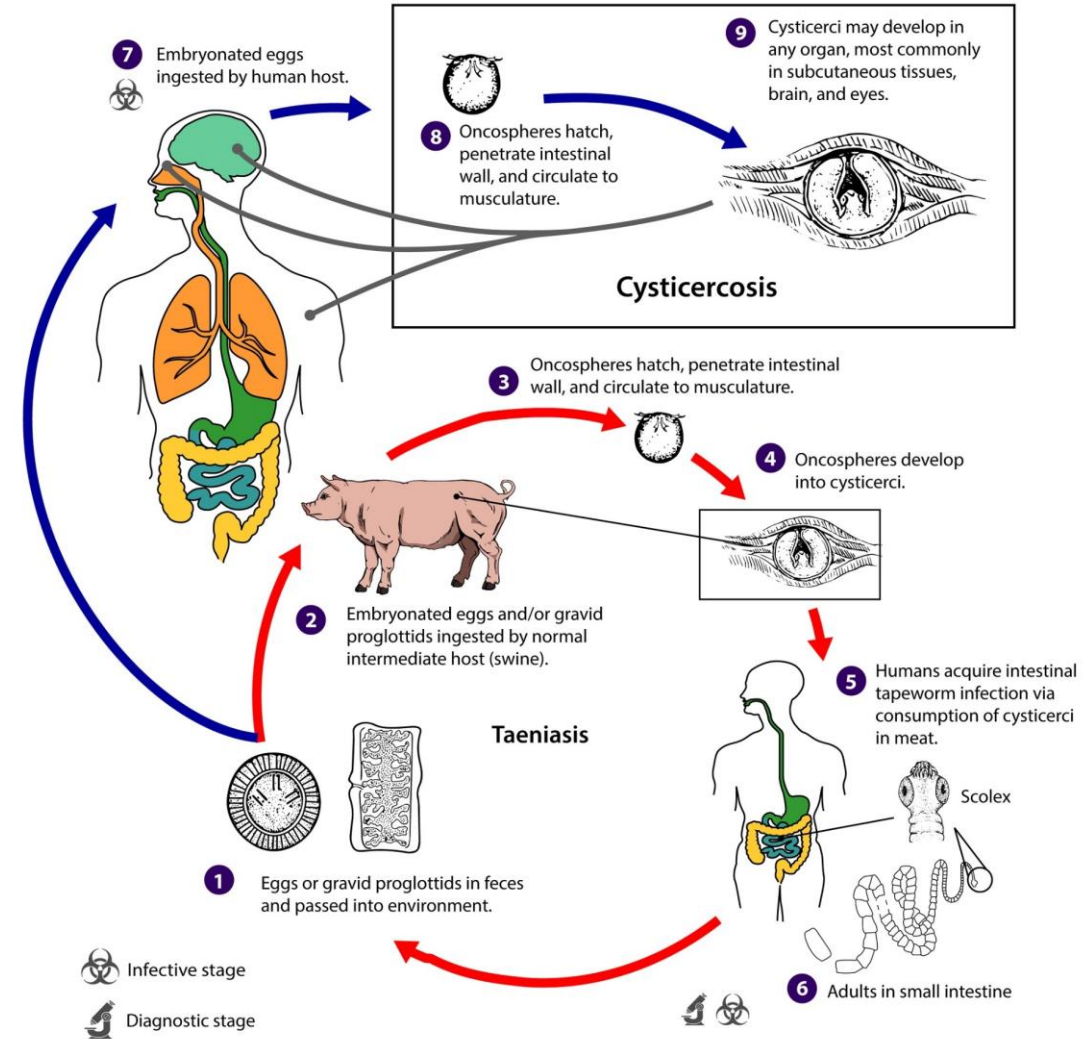 7
Embryonated eggs
ingested by human host.
8
Oncospheres hatch,
penetrate intestinal
wall, and circulate to
musculature.
9
Cysticerci may develop in
any organ, most commonly
in subcutaneous tissues,
brain, and eyes.
Cysticercosis
3
Oncospheres hatch, penetrate intestinal
wall, and circulate to musculature.
4
Oncospheres develop
into cysticerci.
2
Embryonated eggs and/or gravid
proglottids ingested by normal
intermediate host (swine).
5
Humans acquire intestinal
tapeworm infection via
consumption of cysticerci
in meat.
Taeniasis
Scolex
1
Eggs or gravid proglottids in feces
and passed into environment.
6
Adults in small intestine
Infective stage
Diagnostic stage